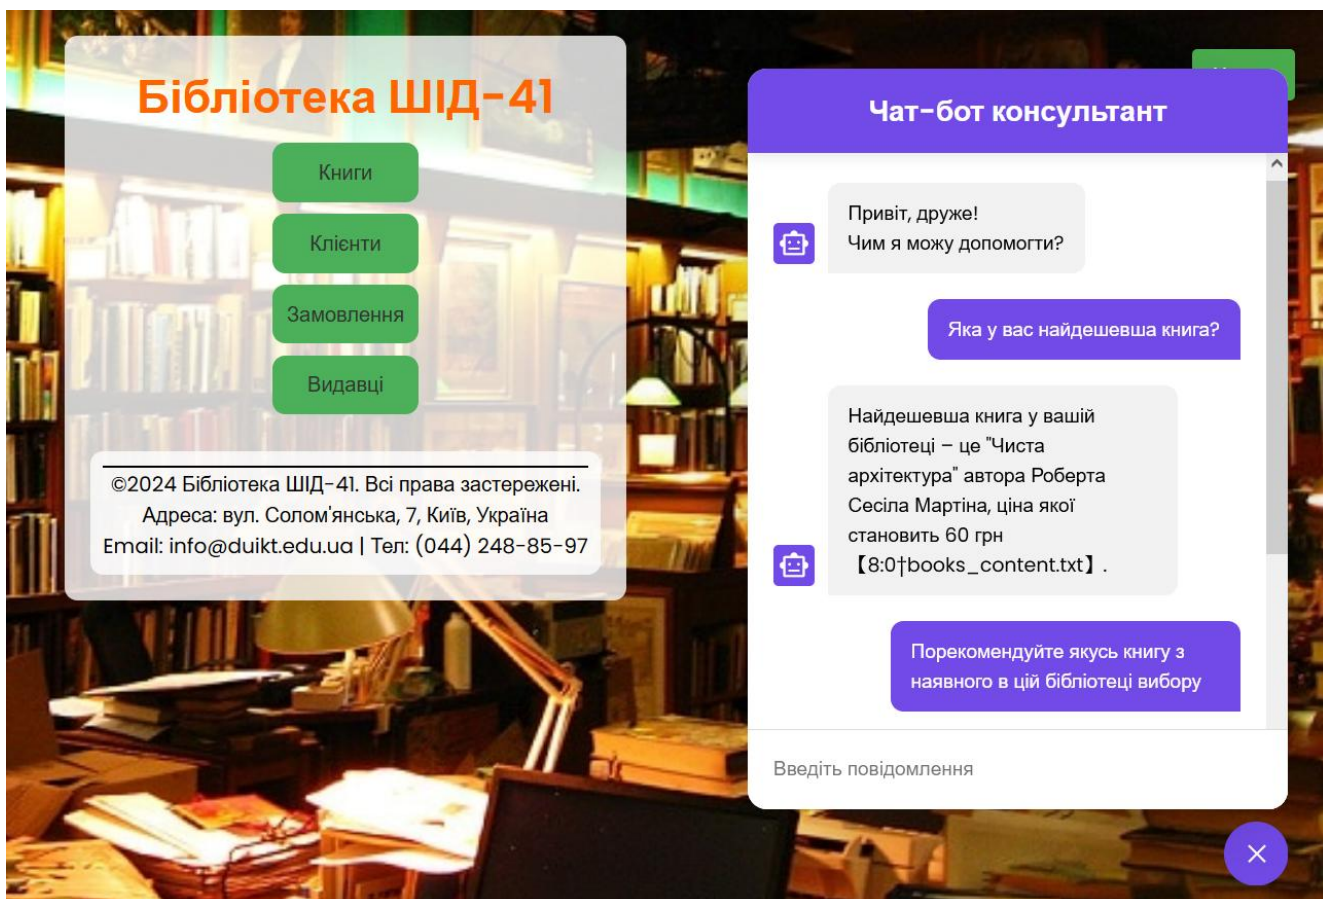 Бібліотека ШІД-41
Книги
Клієнти
Замовлення
Видавці
©2024 Бібліотека ШІД-41. Всі права застережені.
Адреса: вул. Солом'янська, 7, Київ, Україна
Email: info@duikt.edu.ua | Тел: (044) 248-85-97
Чат-бот консультант
Привіт, друже!
Чим я можу допомогти?
Яка у вас найдешевша книга?
Найдешевша книга у вашій
бібліотеці – це "Чиста
архітектура" автора Роберта
Сесіла Мартіна, ціна якої
становить 60 грн
【8:0†books_content.txt】.
Порекомендуйте якусь книгу з
наявного в цій бібліотеці вибору
Введіть повідомлення